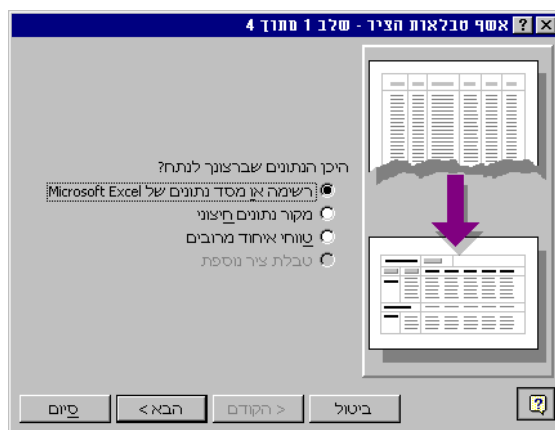 אשף טבלאות הציר - שלב 1 מתוך 4
היכן הנתונים שברצונך לנתח?
רשימה או מסד נתונים של Microsoft Excel
מקור נתונים חיצוני
טווחי איחוד מרובים
טבלת ציר נוספת
ביטול
< הקודם
הבא >
סיום